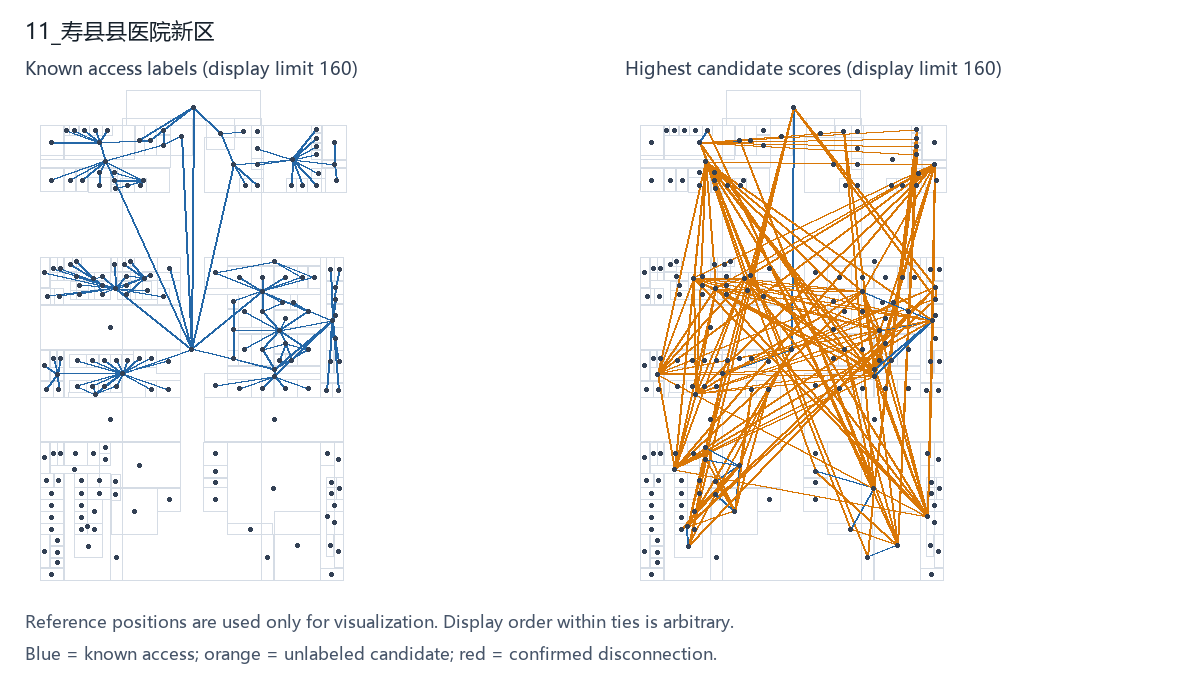 11_寿县县医院新区
Known access labels (display limit 160)
Highest candidate scores (display limit 160)
Reference positions are used only for visualization. Display order within ties is arbitrary.
Blue = known access; orange = unlabeled candidate; red = confirmed disconnection.